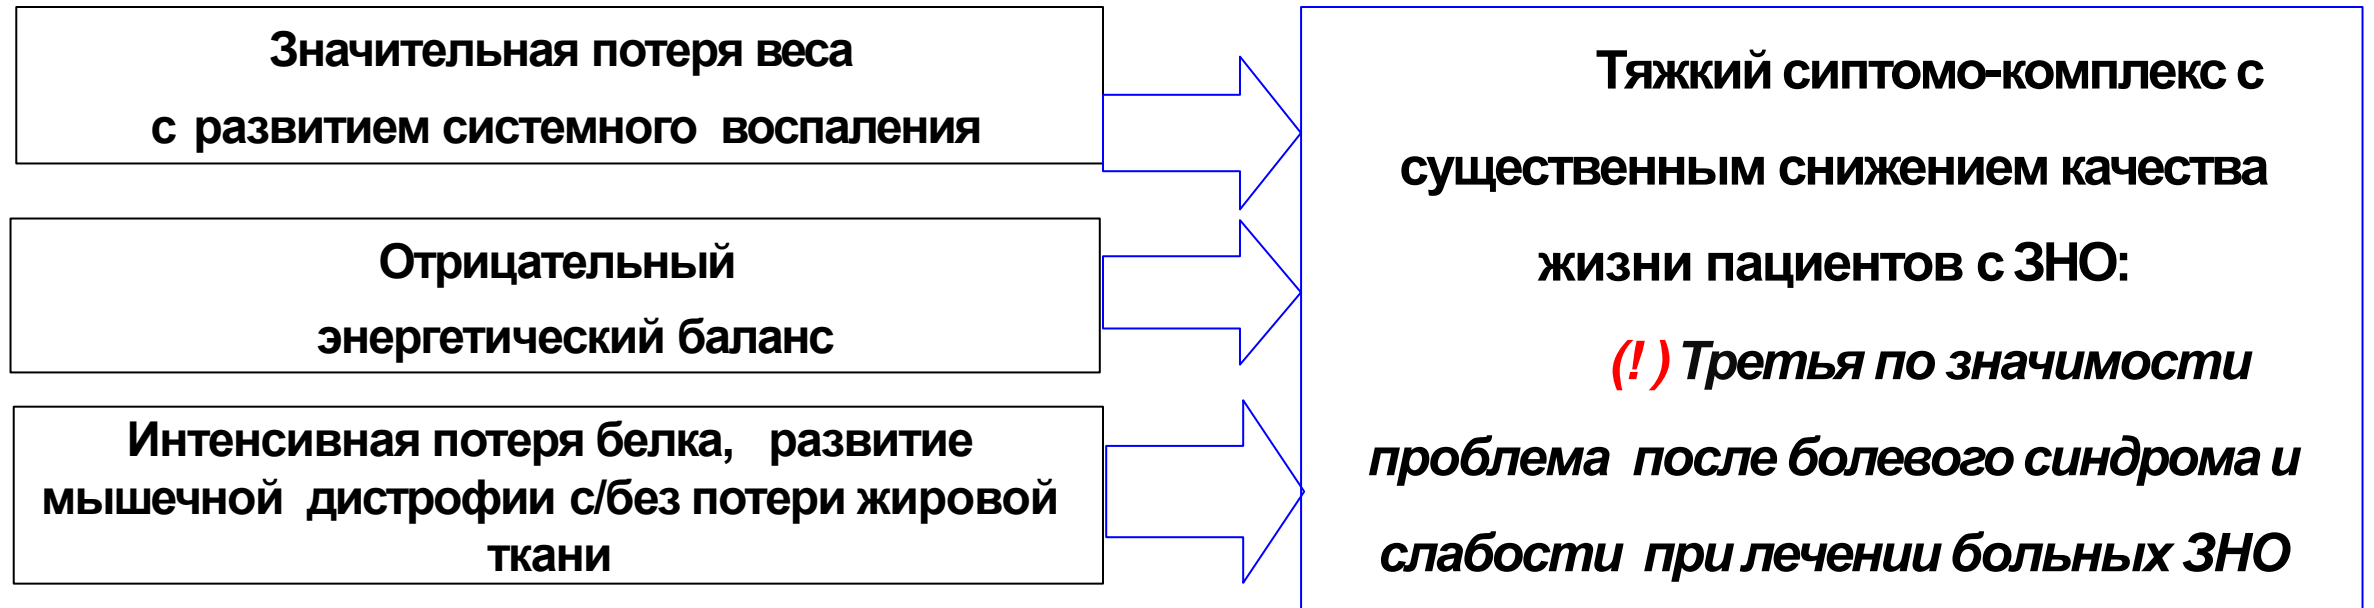 Значительная потеря веса
с развитием системного воспаления
Отрицательный
энергетический баланс
Интенсивная потеря белка, развитие
мышечной дистрофии с/без потери жировой
ткани
Тяжкий сиптомо-комплекс с
существенным снижением качества
жизни пациентов с ЗНО:
(! ) Третья по значимости
проблема после болевого синдрома и
слабости при лечении больных ЗНО